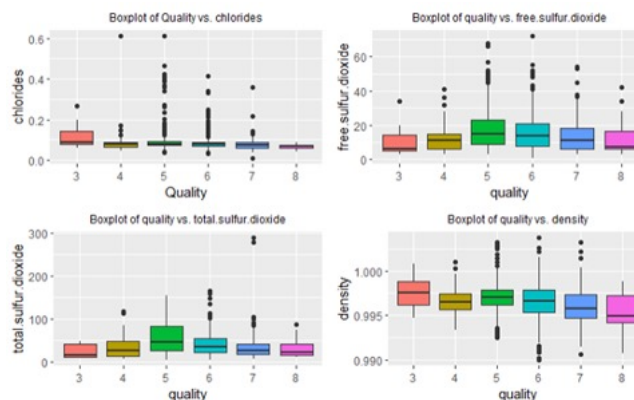 Boxplot of Quality vs. chlorides
chlorides
0.6
0.4
0.2
0.0
3 4 5 6 7 8
Quality
Boxplot of quality vs. free.sulfur.dioxide
free.sulfur.dioxide
60
40
20
0
3 4 5 6 7 8
quality
Boxplot of quality vs. total.sulfur.dioxide
total.sulfur.dioxide
300
200
100
0
3 4 5 6 7 8
quality
Boxplot of quality vs. density
density
1.000
0.995
0.990
3 4 5 6 7 8
quality